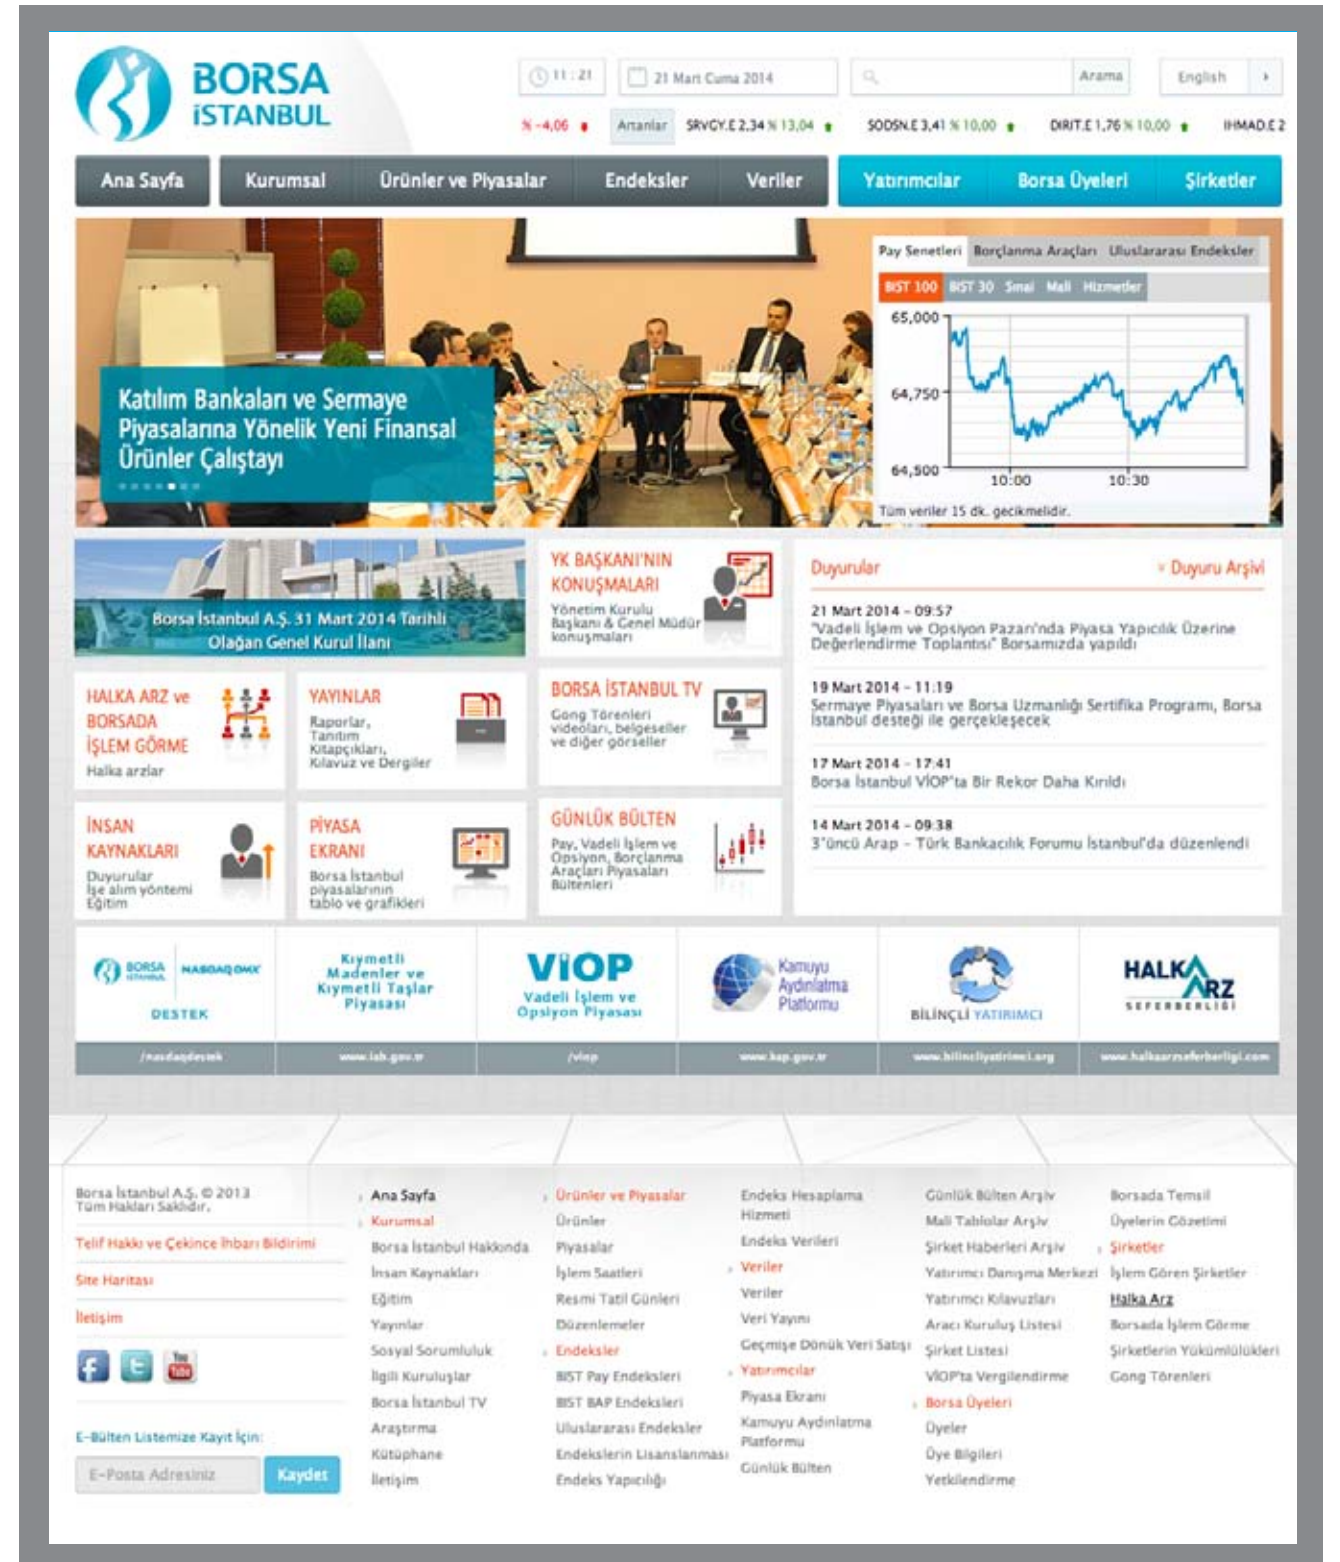 BORSA
İSTANBUL
11 : 21
21 Mart Cuma 2014
Arama
English
% -4,06
Artanlar
SRVGY.E 2,34 % 13,04
SODSN.E 3,41 % 10,00
DIRIT.E 1,76 % 10,00
IHMAD.E 2
Ana Sayfa
Kurumsal
Ürünler ve Piyasalar
Endeksler
Veriler
Yatırımcılar
Borsa Üyeleri
Şirketler
Katılım Bankaları ve Sermaye
Piyasalarına Yönelik Yeni Finansal
Ürünler Çalıştayı
Pay Senetleri Borçlanma Araçları Uluslararası Endeksler
BIST 100 BIST 30 Sınai Mali Hizmetler
65,000
64,750
64,500
10:00
10:30
Tüm veriler 15 dk. gecikmelidir.
Borsa İstanbul A.Ş. 31 Mart 2014 Tarihli
Olağan Genel Kurul İlanı
YK BAŞKANI'NIN
KONUŞMALARI
Yönetim Kurulu
Başkanı & Genel Müdür
konuşmaları
HALKA ARZ ve
BORSADA
İŞLEM GÖRME
Halka arzlar
YAYINLAR
Raporlar,
Tanıtım
Kitapçıkları,
Kılavuz ve Dergiler
BORSA İSTANBUL TV
Gong Törenleri
videoları, belgeseller
ve diğer görseller
İNSAN
KAYNAKLARI
Duyurular
İşe alım yöntemi
Eğitim
PİYASA
EKRANI
Borsa İstanbul
piyasalarının
tablo ve grafikleri
GÜNLÜK BÜLTEN
Pay, Vadeli İşlem ve
Opsiyon, Borçlanma
Araçları Piyasaları
Bültenleri
Duyurular
Duyuru Arşivi
21 Mart 2014 - 09:57
"Vadeli İşlem ve Opsiyon Pazarı'nda Piyasa Yapıcılık Üzerine
Değerlendirme Toplantısı" Borsamızda yapıldı
19 Mart 2014 - 11:19
Sermaye Piyasaları ve Borsa Uzmanlığı Sertifika Programı, Borsa
İstanbul desteği ile gerçekleşecek
17 Mart 2014 - 17:41
Borsa İstanbul VİOP'ta Bir Rekor Daha Kırıldı
14 Mart 2014 - 09:38
3'üncü Arap - Türk Bankacılık Forumu İstanbul'da düzenlendi
BORSA
İSTANBUL
NASDAQ OMX
DESTEK
Kıymetli
Madenler ve
Kıymetli Taşlar
Piyasası
VİOP
Vadeli İşlem ve
Opsiyon Piyasası
Kamuyu
Aydınlatma
Platformu
BİLİNÇLİ YATIRIMCI
HALKA
ARZ
SEFERBERLİĞİ
/nasdaqdestek
www.iab.gov.tr
/viop
www.kap.gov.tr
www.bilincliyatirimci.org
www.halkaarzseferberligi.com
Borsa İstanbul A.Ş. © 2013
Tüm Hakları Saklıdır.
Telif Hakkı ve Çekince İhbarı Bildirimi
Site Haritası
İletişim
You
Tube
E-Bülten Listemize Kayıt İçin:
E-Posta Adresiniz
Kaydet
Ana Sayfa
Kurumsal
Borsa İstanbul Hakkında
İnsan Kaynakları
Eğitim
Yayınlar
Sosyal Sorumluluk
İlgili Kuruluşlar
Borsa İstanbul TV
Araştırma
Kütüphane
İletişim
Ürünler ve Piyasalar
Ürünler
Piyasalar
İşlem Saatleri
Resmi Tatil Günleri
Düzenlemeler
Endeksler
BIST Pay Endeksleri
BIST BAP Endeksleri
Uluslararası Endeksler
Endekslerin Lisanslanması
Endeks Yapıcılığı
Endeks Hesaplama
Hizmeti
Endeks Verileri
Veriler
Veriler
Veri Yayını
Geçmişe Dönük Veri Satışı
Yatırımcılar
Piyasa Ekranı
Kamuyu Aydınlatma
Platformu
Günlük Bülten
Günlük Bülten Arşiv
Mali Tablolar Arşiv
Şirket Haberleri Arşiv
Yatırımcı Danışma Merkezi
Yatırımcı Kılavuzları
Aracı Kuruluş Listesi
Şirket Listesi
VİOP'ta Vergilendirme
Borsa Üyeleri
Üyeler
Üye Bilgileri
Yetkilendirme
Borsada Temsil
Üyelerin Gözetimi
Şirketler
İşlem Gören Şirketler
Halka Arz
Borsada İşlem Görme
Şirketlerin Yükümlülükleri
Gong Törenleri